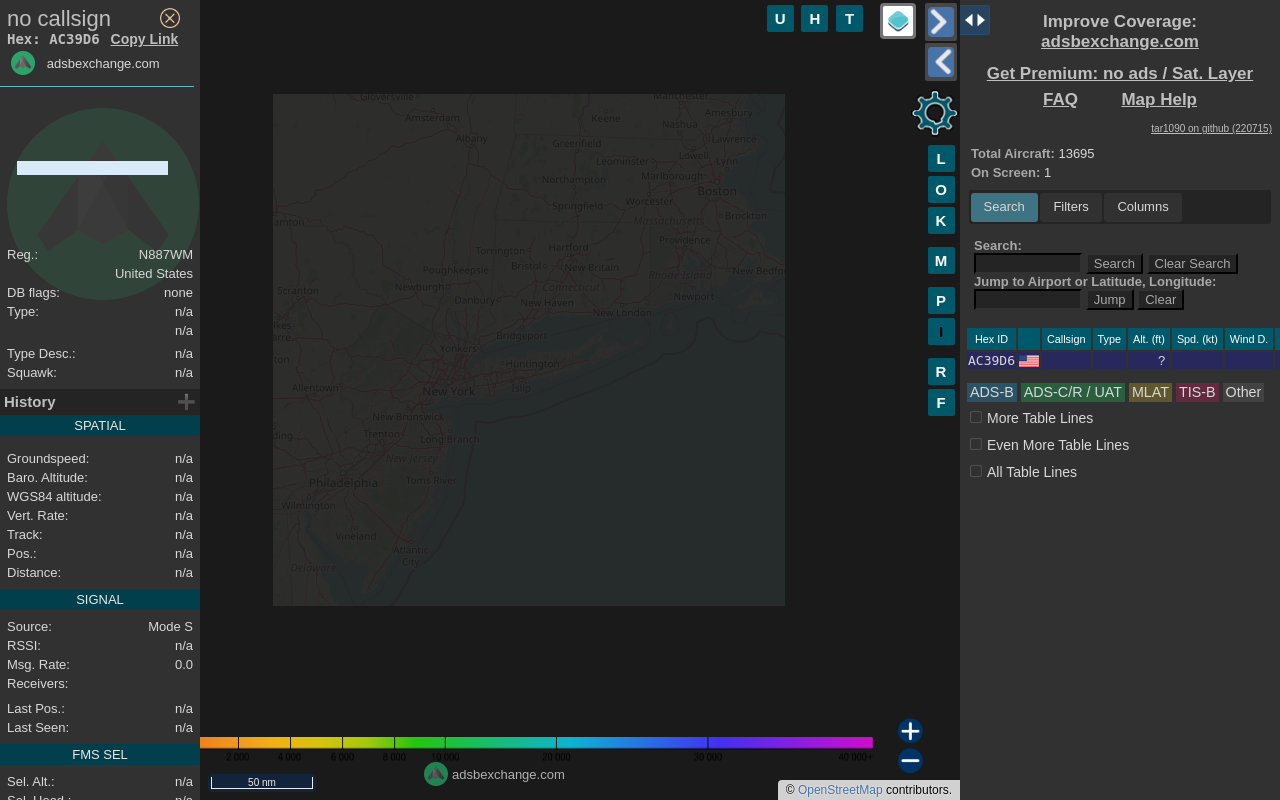 no callsign
Hex: AC39D6 Copy Link
adsbexchange.com
Reg.: N887WM
United States
DB flags: none
Type: n/a
n/a
Type Desc.: n/a
Squawk: n/a
History
SPATIAL
Groundspeed: n/a
Baro. Altitude: n/a
WGS84 altitude: n/a
Vert. Rate: n/a
Track: n/a
Pos.: n/a
Distance: n/a
SIGNAL
Source: Mode S
RSSI: n/a
Msg. Rate: 0.0
Receivers:
Last Pos.: n/a
Last Seen: n/a
FMS SEL
Sel. Alt.: n/a
Sel. Head.: n/a
U H T
L
O
K
M
P
I
R
F
Gloversville
Manchester
Amsterdam
Keene
Amesbury
Nashua
Albany
Greenfield
Lawrence
Leominster
Lowell
Lynn
Northampton
Marlborough
Boston
Springfield
Worcester
Massachusetts
Brockton
Torrington
Hartford
Providence
Poughkeepsie
Bristol
New Britain
Rhode Island
New Bedfo
Scranton
Newburgh
Connecticut
Danbury
New Haven
Newport
New London
Bridgeport
Yonkers
Huntington
Allentown
New York
Islip
New Brunswick
Trenton
Long Branch
New Jersey
Philadelphia
Toms River
Wilmington
Vineland
Atlantic
City
Delaware
2 000 4 000 6 000 8 000 10 000 20 000 30 000 40 000+
adsbexchange.com
50 nm
© OpenStreetMap contributors.
Improve Coverage:
adsbexchange.com
Get Premium: no ads / Sat. Layer
FAQ Map Help
tar1090 on github (220715)
Total Aircraft: 13695
On Screen: 1
Search Filters Columns
Search:
Search Clear Search
Jump to Airport or Latitude, Longitude:
Jump Clear
Hex ID Callsign Type Alt. (ft) Spd. (kt) Wind D.
AC39D6 ?
ADS-B ADS-C/R / UAT MLAT TIS-B Other
More Table Lines
Even More Table Lines
All Table Lines